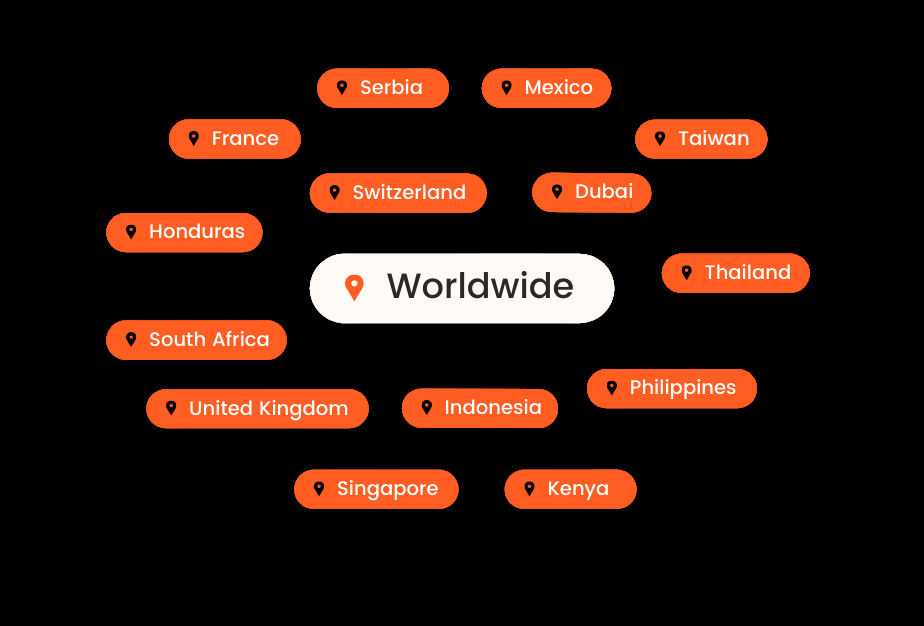 Serbia
Mexico
France
Taiwan
Switzerland
Dubai
Honduras
Worldwide
Thailand
South Africa
Philippines
United Kingdom
Indonesia
Singapore
Kenya